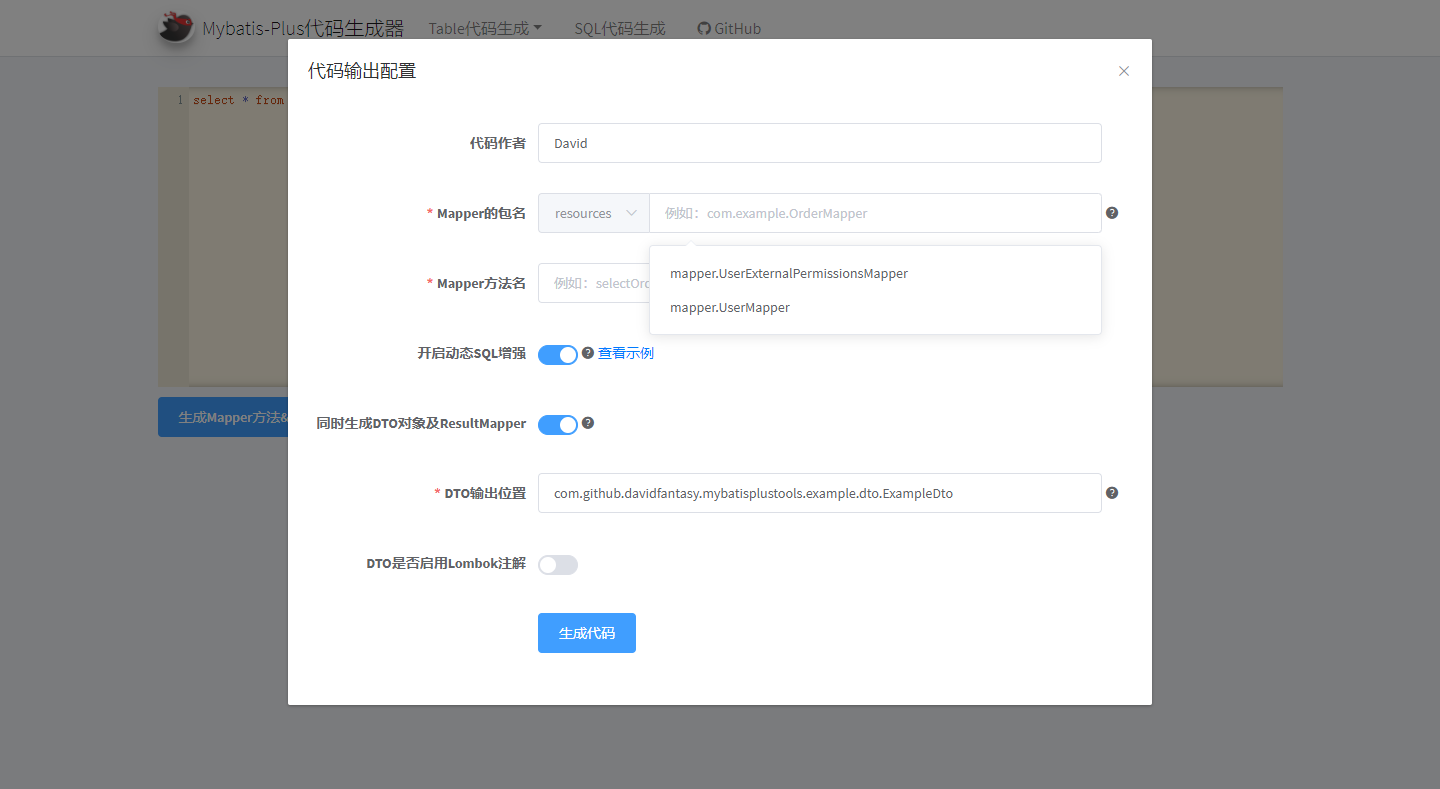 Mybatis-Plus代码生成器 Table代码生成 SQL代码生成 GitHub
代码输出配置
1 select * from
代码作者 David
* Mapper的包名 resources 例如：com.example.OrderMapper
mapper.UserExternalPermissionsMapper
* Mapper方法名 例如：selectOrd
mapper.UserMapper
开启动态SQL增强 查看示例
生成Mapper方法&
同时生成DTO对象及ResultMapper
* DTO输出位置 com.github.davidfantasy.mybatisplustools.example.dto.ExampleDto
DTO是否启用Lombok注解
生成代码